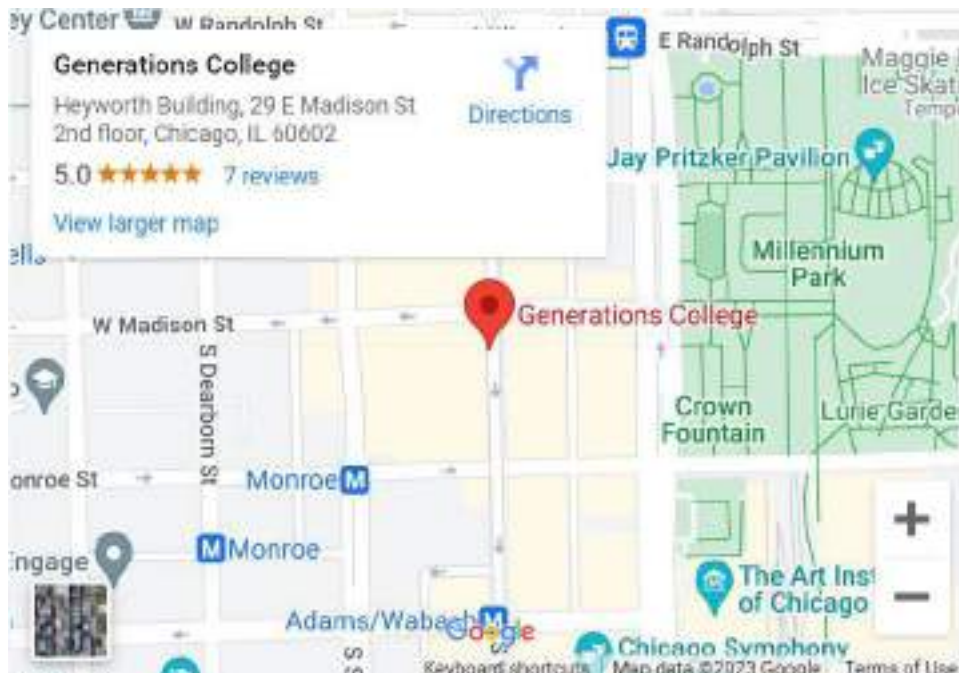 ey Center
W Randolph St
E Randolph St
Generations College
Heyworth Building, 29 E Madison St
2nd floor, Chicago, IL 60602
5.0
7 reviews
View larger map
Directions
Maggie
Ice Skat
Temp
Jay Pritzker Pavilion
Millennium
Park
ells
W Madison St
Generations College
S Dearborn St
Crown
Fountain
Lurie Garde
onroe St
Monroe M
M Monroe
ngage
The Art Inst
of Chicago
Adams/Wabash M
Google
Chicago Symphony
Keyboard shortcuts
Map data ©2023 Google
Terms of Use